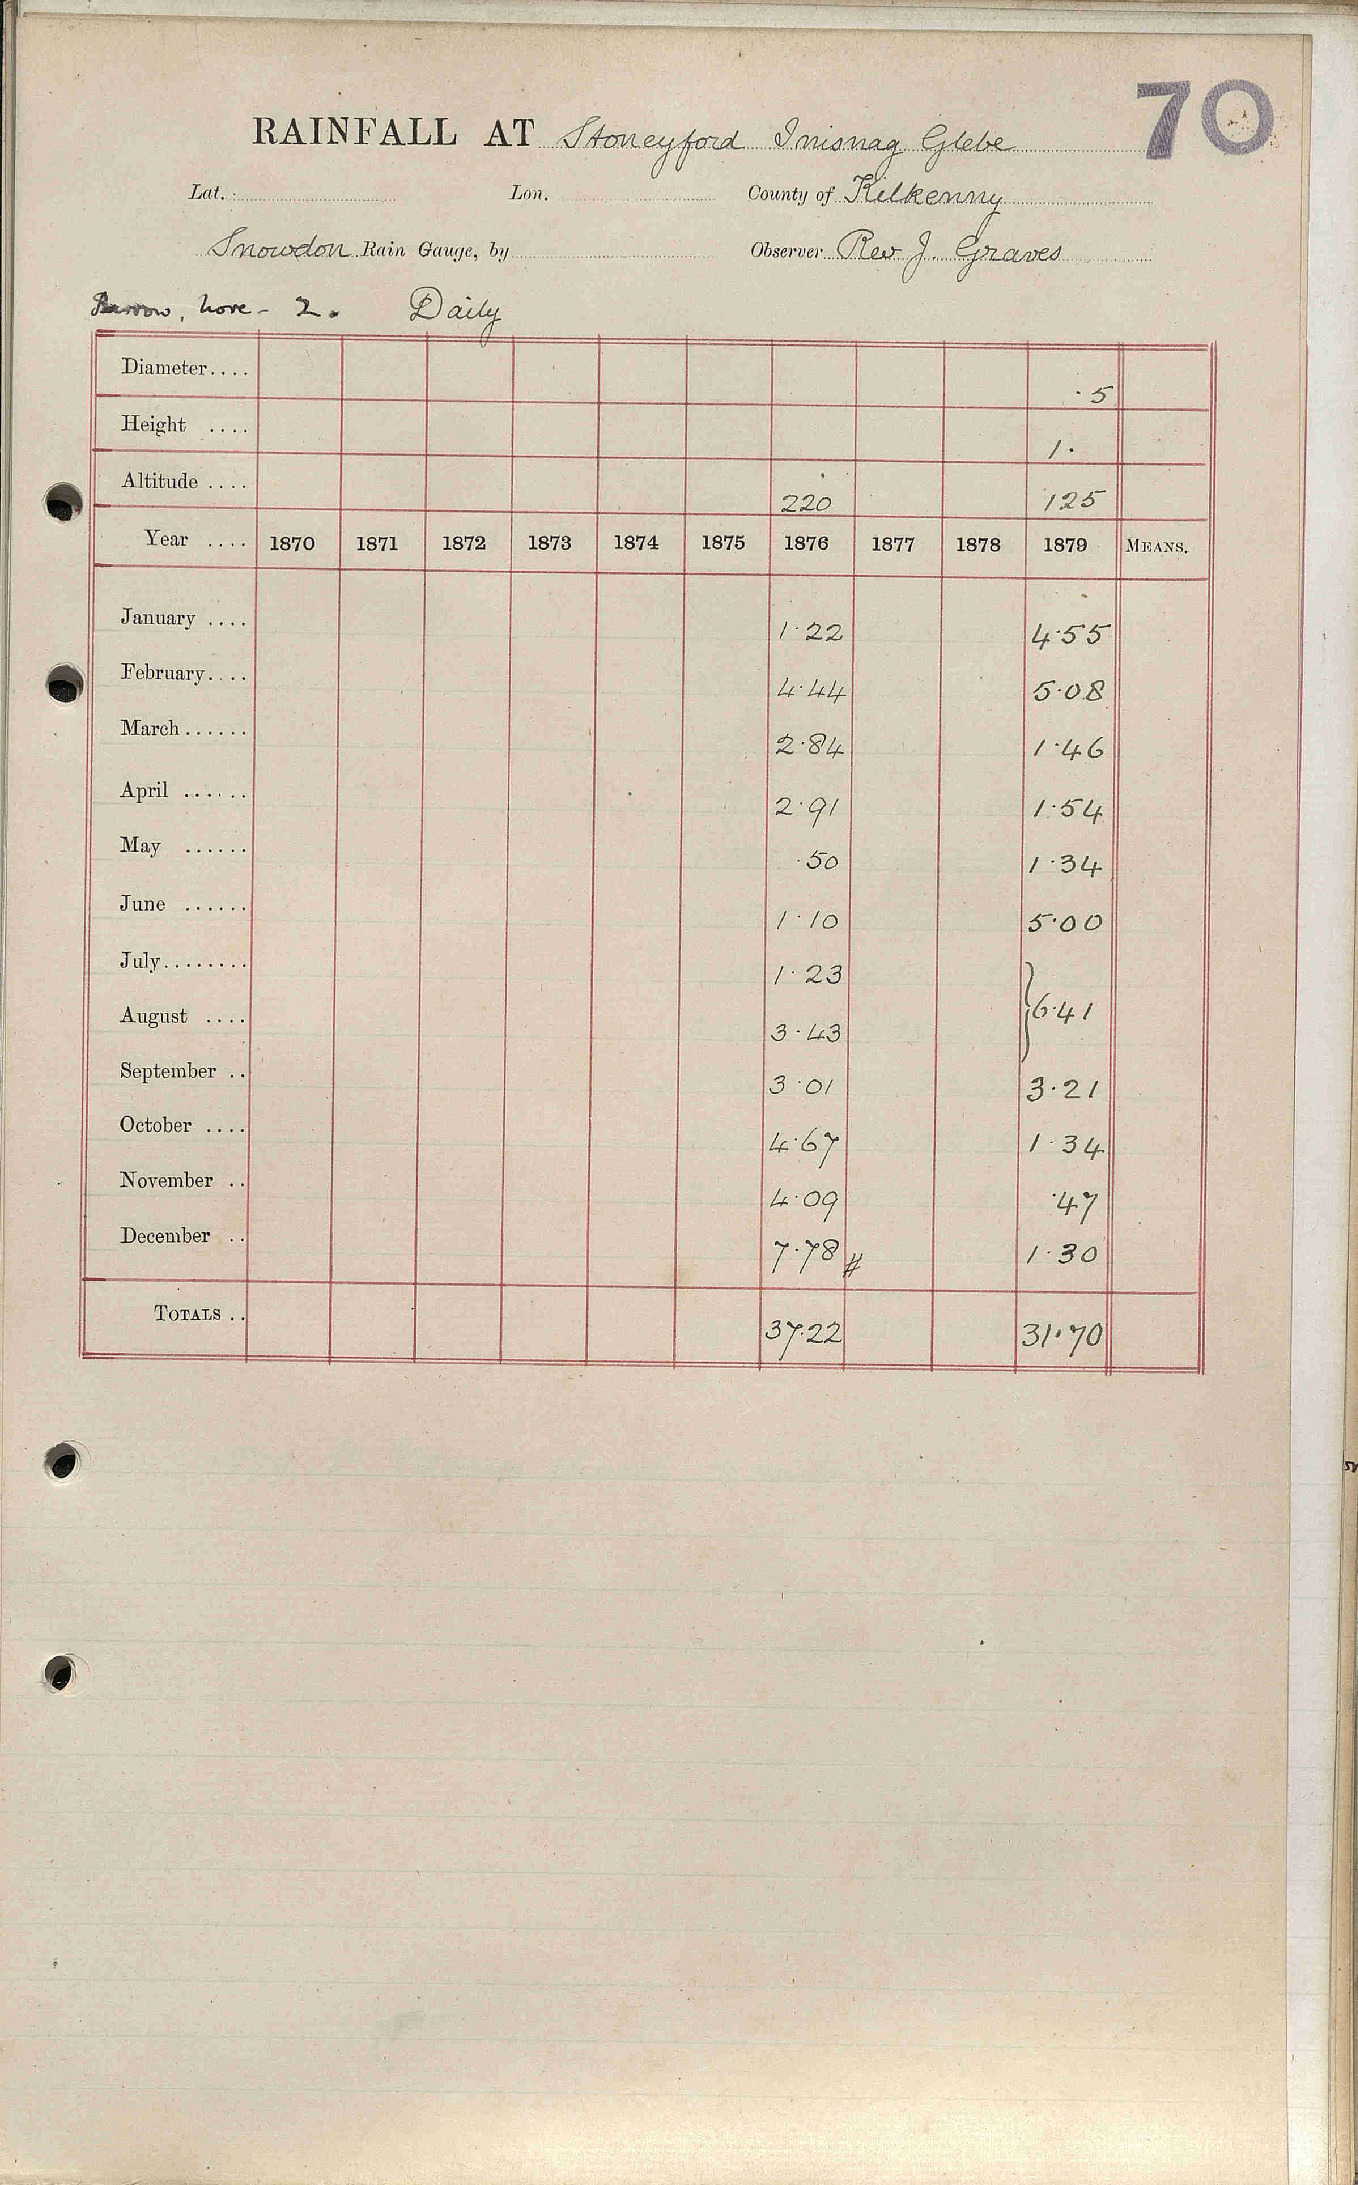 70
RAINFALL AT Stoneyford Inisnag Glebe
Lat. Lon. County of Kilkenny
Snowdon Rain Gauge, by Observer Rev J. Graves
Barrow, Nore - 2. Daily
Diameter.... ·5
Height .... 1·
Altitude .... 220 125
Year .... 1870 1871 1872 1873 1874 1875 1876 1877 1878 1879 MEANS.
January .... 1·22 4·55
February.... 4·44 5·08
March...... 2·84 1·46
April ...... 2·91 1·54
May ...... ·50 1·34
June ...... 1·10 5·00
July........ 1·23
August .... 3·43 }6·41
September .. 3·01 3·21
October .... 4·67 1·34
November .. 4·09 ·47
December .. 7·78 # 1·30
TOTALS .. 37·22 31·70